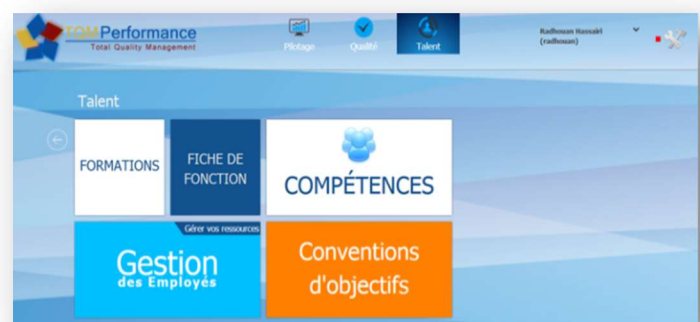 TQMPerformance
Total Quality Management
Pilotage
Qualité
Talent
Radhouan Hassairi
(radhouan)
Talent
FORMATIONS
FICHE DE
FONCTION
COMPÉTENCES
Gérer vos ressources
Gestion
des Employés
Conventions
d'objectifs